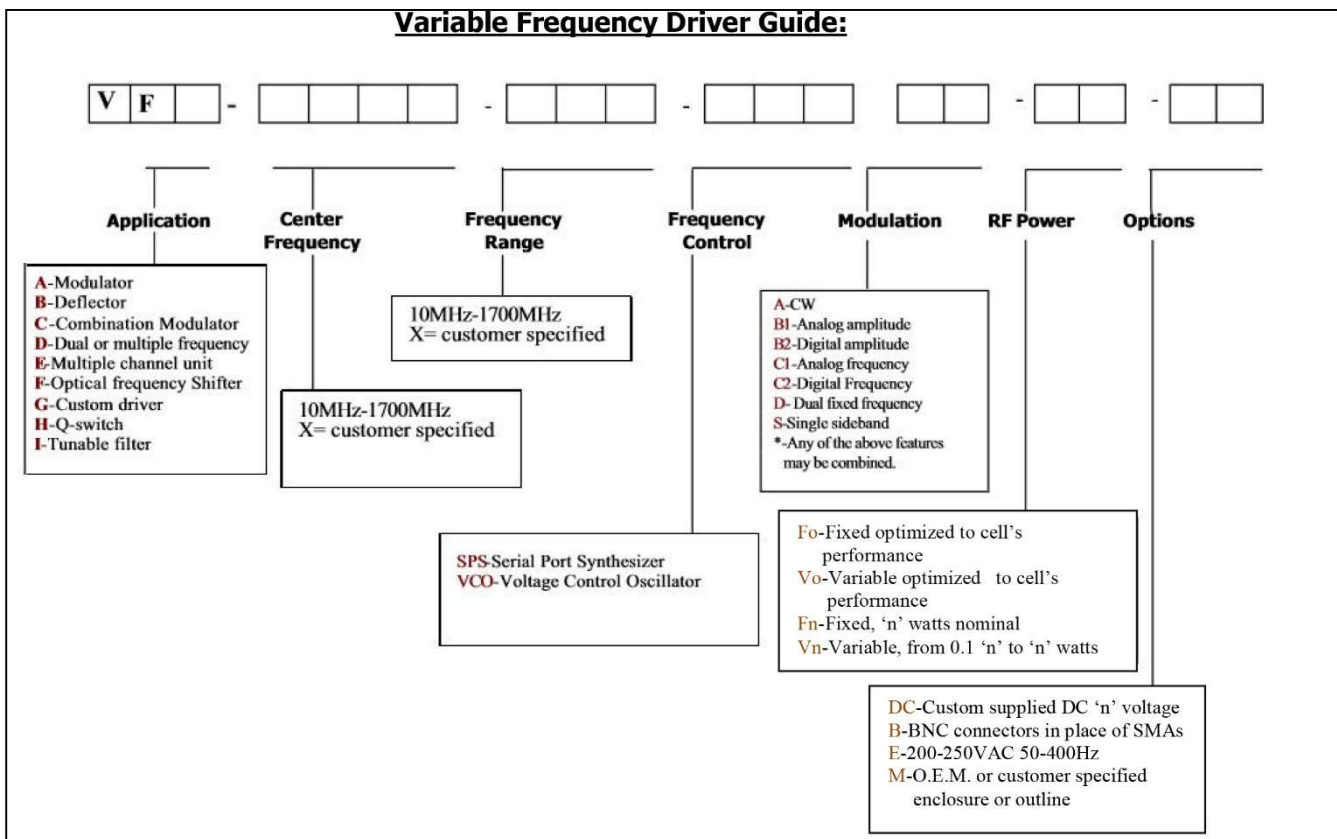 Variable Frequency Driver Guide:
V F - - - - -
Application
Center
Frequency
Frequency
Range
Frequency
Control
Modulation
RF Power
Options
A-Modulator
B-Deflector
C-Combination Modulator
D-Dual or multiple frequency
E-Multiple channel unit
F-Optical frequency Shifter
G-Custom driver
H-Q-switch
I-Tunable filter
10MHz-1700MHz
X= customer specified
10MHz-1700MHz
X= customer specified
SPS-Serial Port Synthesizer
VCO-Voltage Control Oscillator
A-CW
B1-Analog amplitude
B2-Digital amplitude
C1-Analog frequency
C2-Digital Frequency
D- Dual fixed frequency
S-Single sideband
*-Any of the above features
may be combined.
Fo-Fixed optimized to cell's
performance
Vo-Variable optimized to cell's
performance
Fn-Fixed, ‘n’ watts nominal
Vn-Variable, from 0.1 ‘n’ to ‘n’ watts
DC-Custom supplied DC ‘n’ voltage
B-BNC connectors in place of SMAs
E-200-250VAC 50-400Hz
M-O.E.M. or customer specified
enclosure or outline